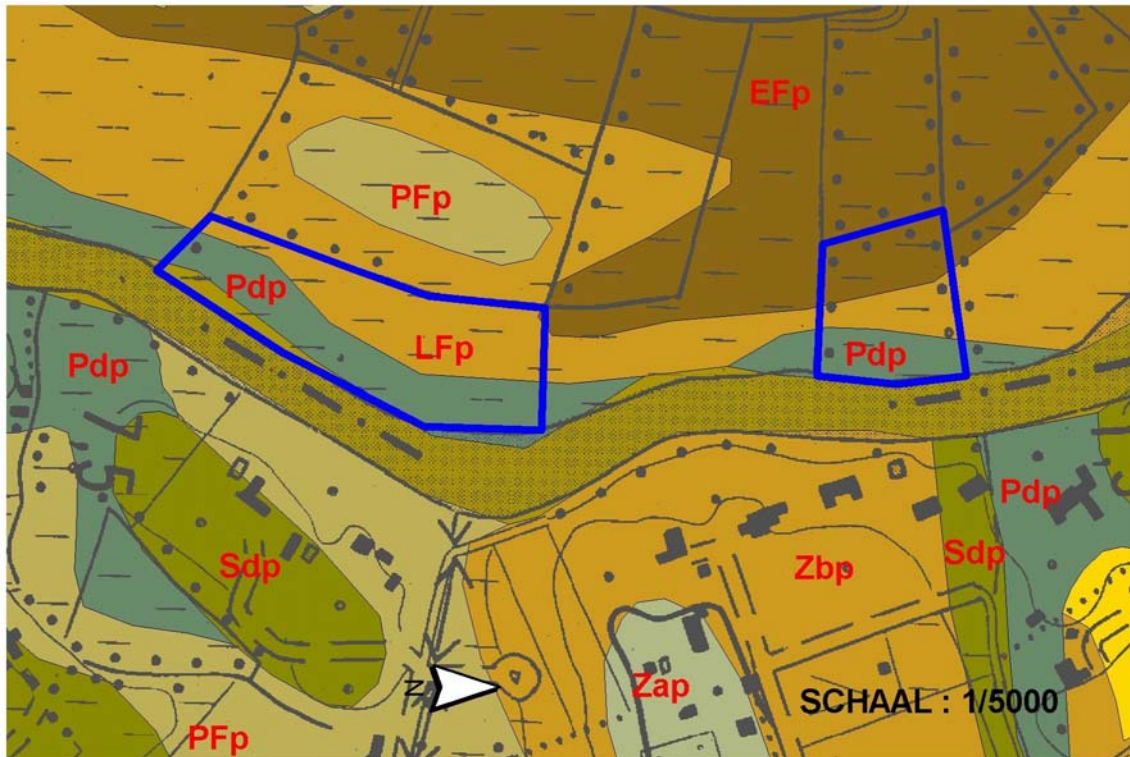 EFp
PFp
Pdp
LFp
Pdp
Pdp
Pdp
Sdp
Zbp
Sdp
Zap
N
SCHAAL : 1/5000
PFp